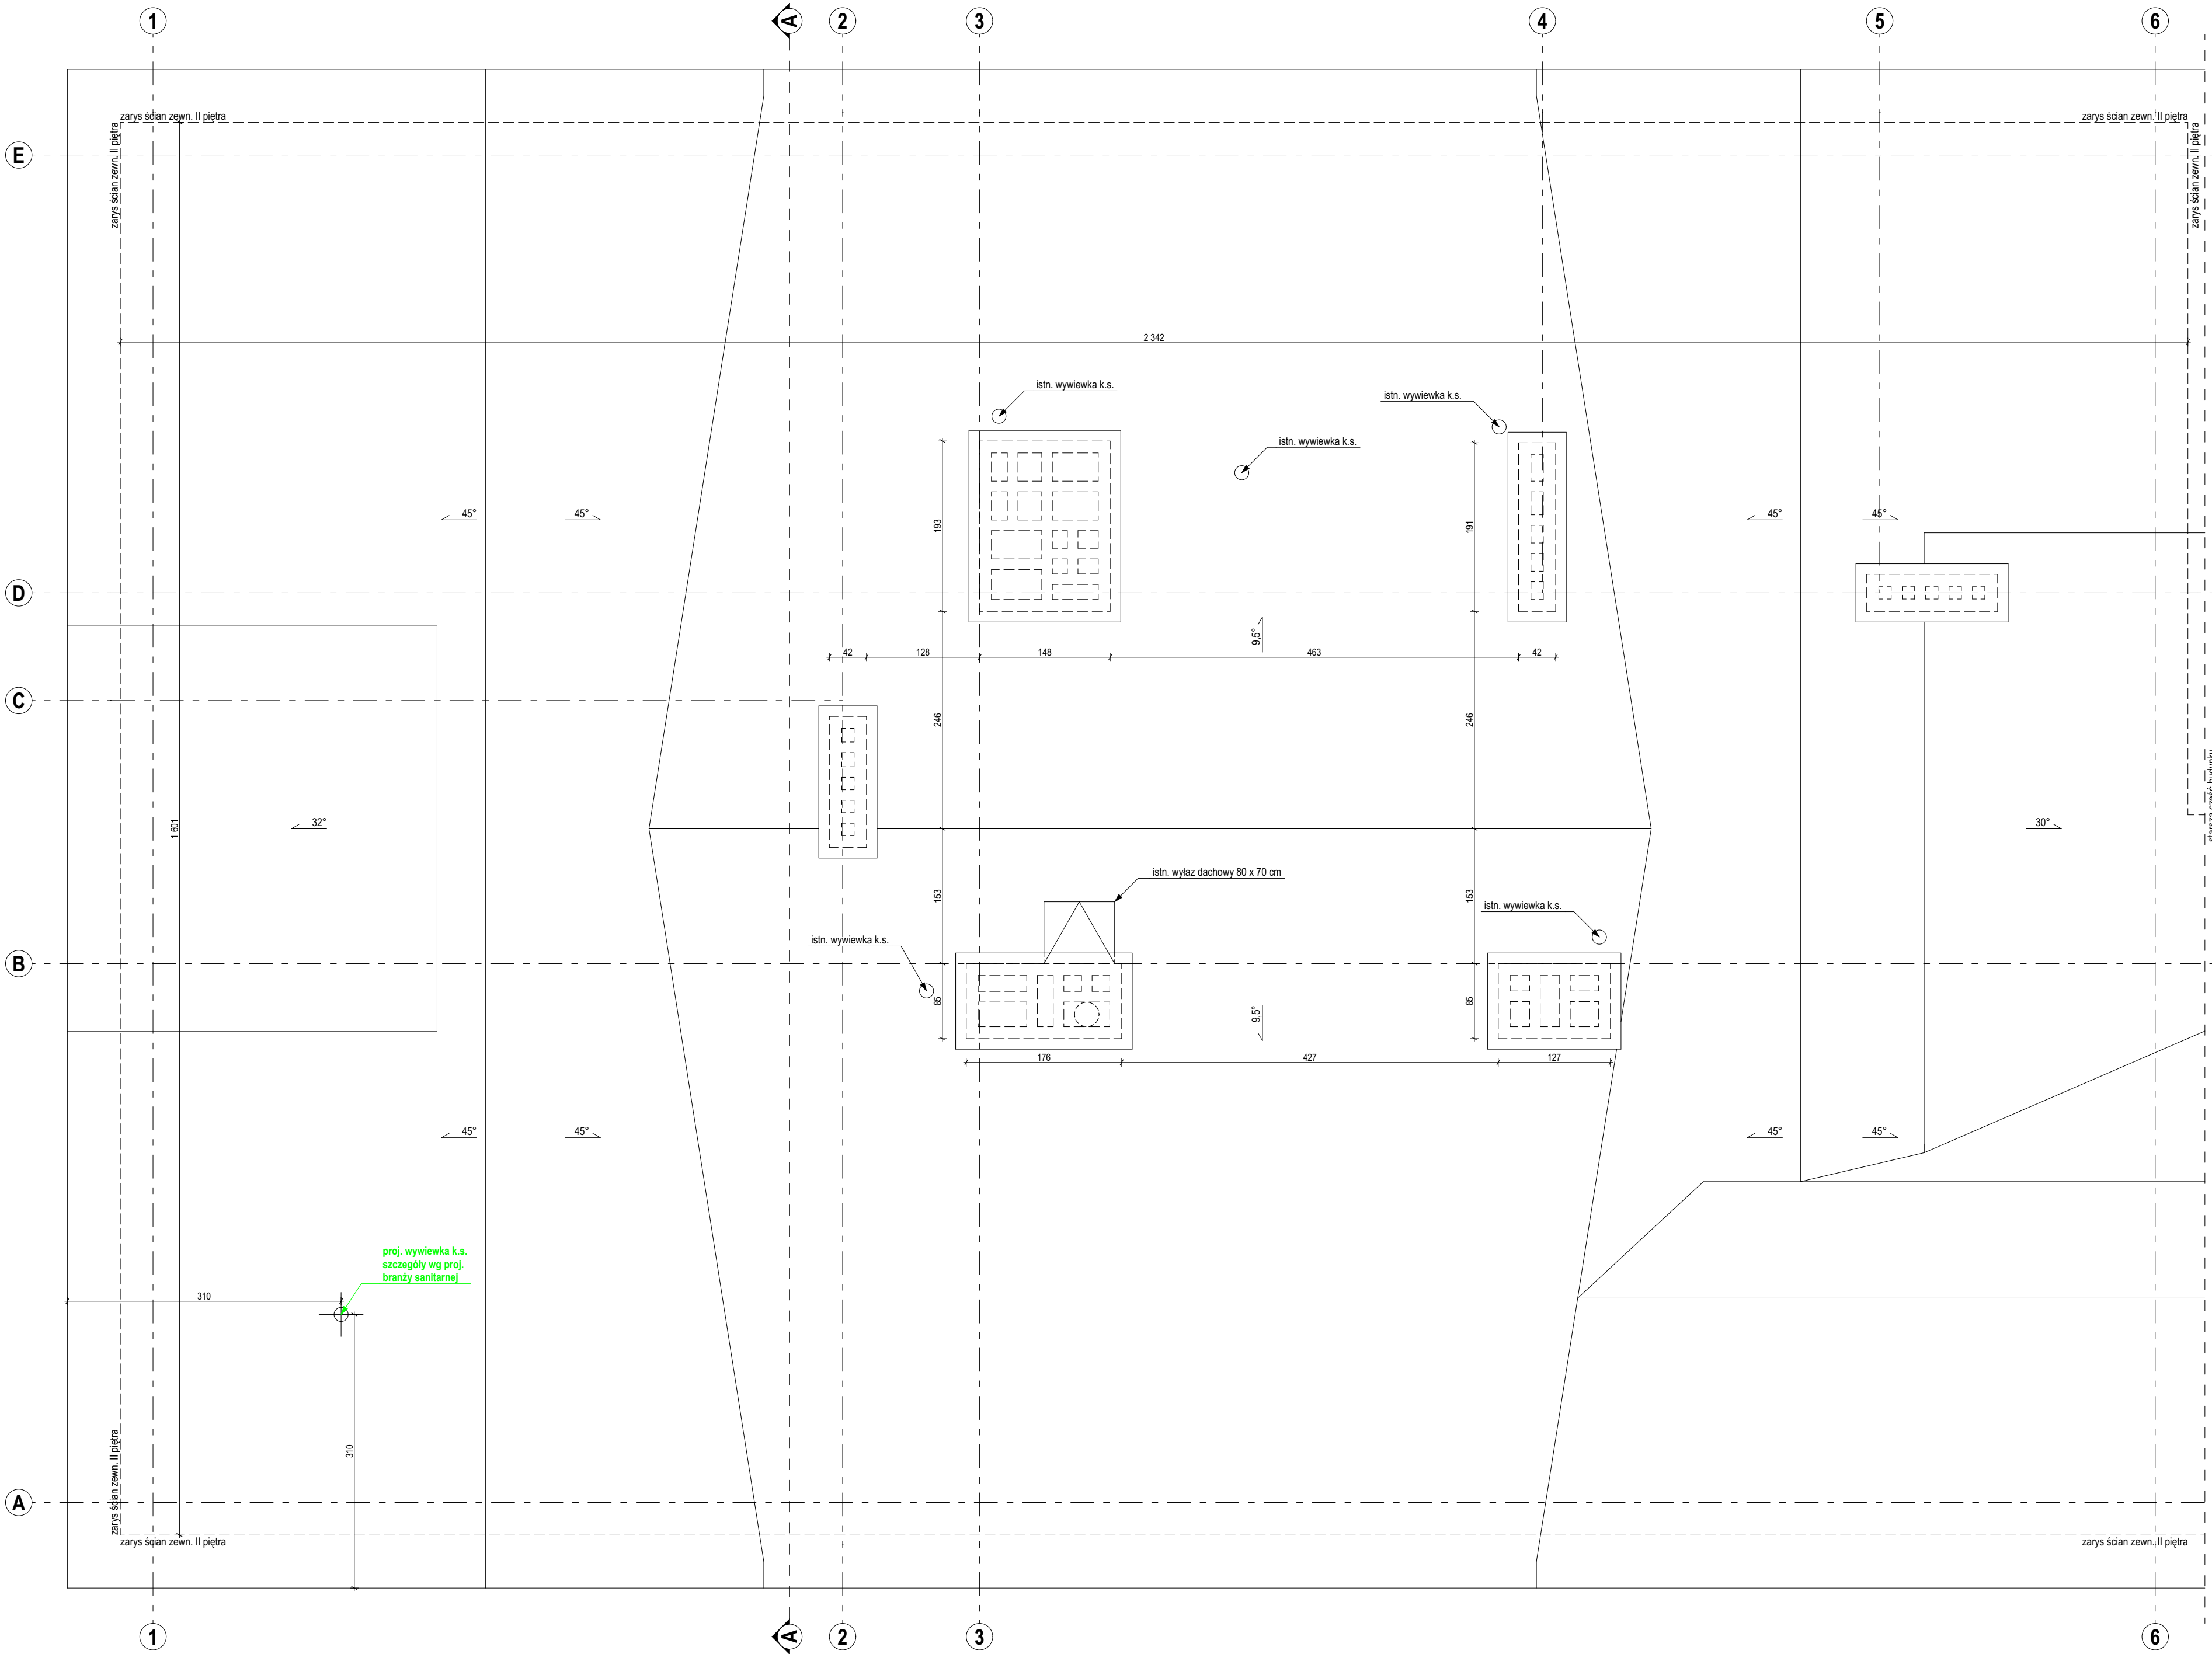 1
A
2
3
4
5
6
zarys ścian zewn. II piętra
zarys ścian zewn. II piętra
zarys ścian zewn. II piętra
zarys ścian zewn. II piętra
E
2 342
istn. wywiewka k.s.
istn. wywiewka k.s.
istn. wywiewka k.s.
45°
45°
193
191
45°
45°
D
9,5°
42
128
148
463
42
C
246
246
1 601
32°
30°
153
153
istn. wyłaz dachowy 80 x 70 cm
istn. wywiewka k.s.
istn. wywiewka k.s.
B
85
85
9,5°
176
427
127
45°
45°
45°
45°
proj. wywiewka k.s.
szczegóły wg proj.
branży sanitarnej
310
310
zarys ścian zewn. II piętra
A
zarys ścian zewn. II piętra
zarys ścian zewn. II piętra
1
A
2
3
6